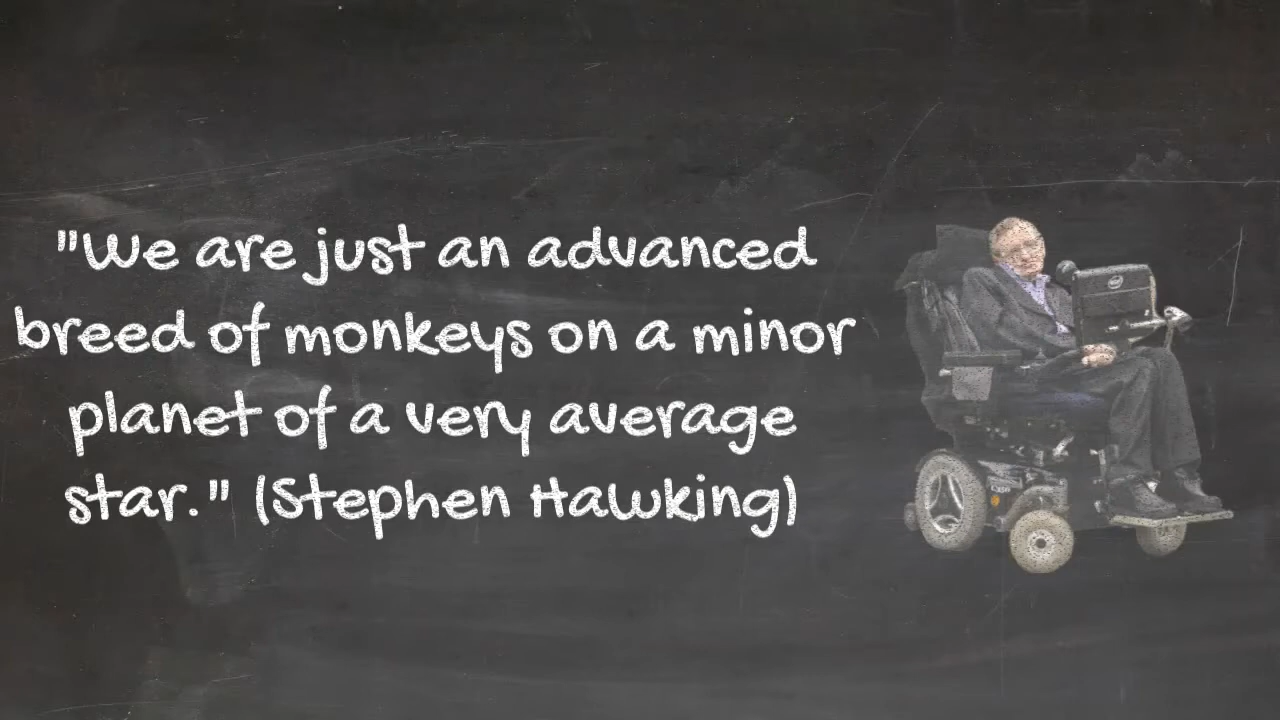 "We are just an advanced
breed of monkeys on a minor
planet of a very average
star." (Stephen Hawking)